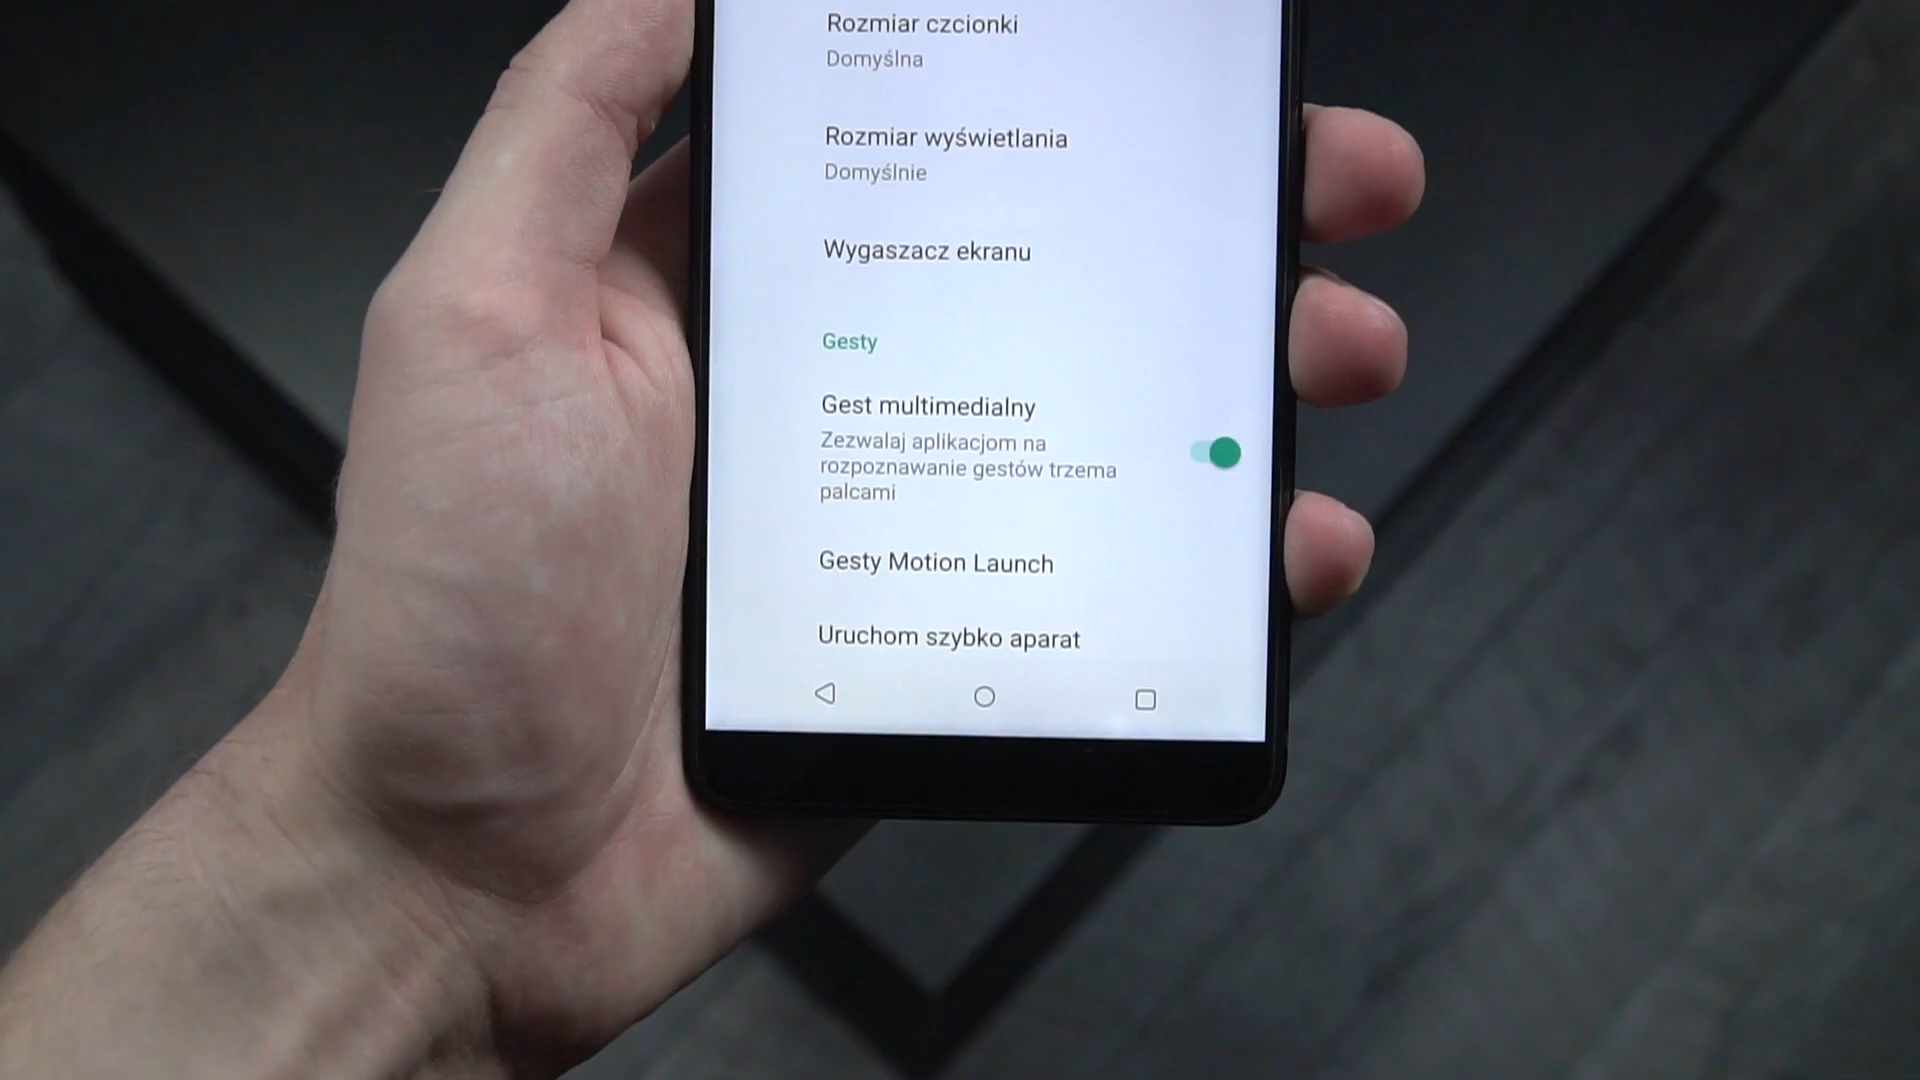 Rozmiar czcionki
Domyślna
Rozmiar wyświetlania
Domyślnie
Wygaszacz ekranu
Gesty
Gest multimedialny
Zezwalaj aplikacjom na
rozpoznawanie gestów trzema
palcami
Gesty Motion Launch
Uruchom szybko aparat